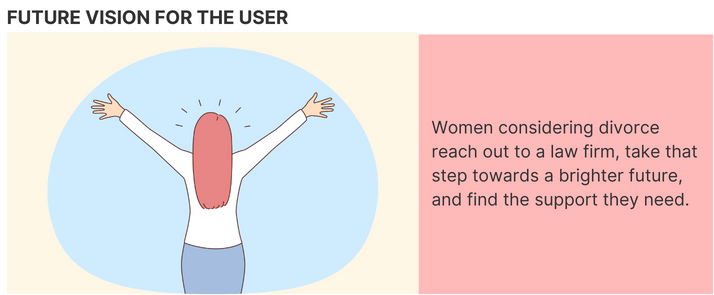 FUTURE VISION FOR THE USER
Women considering divorce
reach out to a law firm, take that
step towards a brighter future,
and find the support they need.